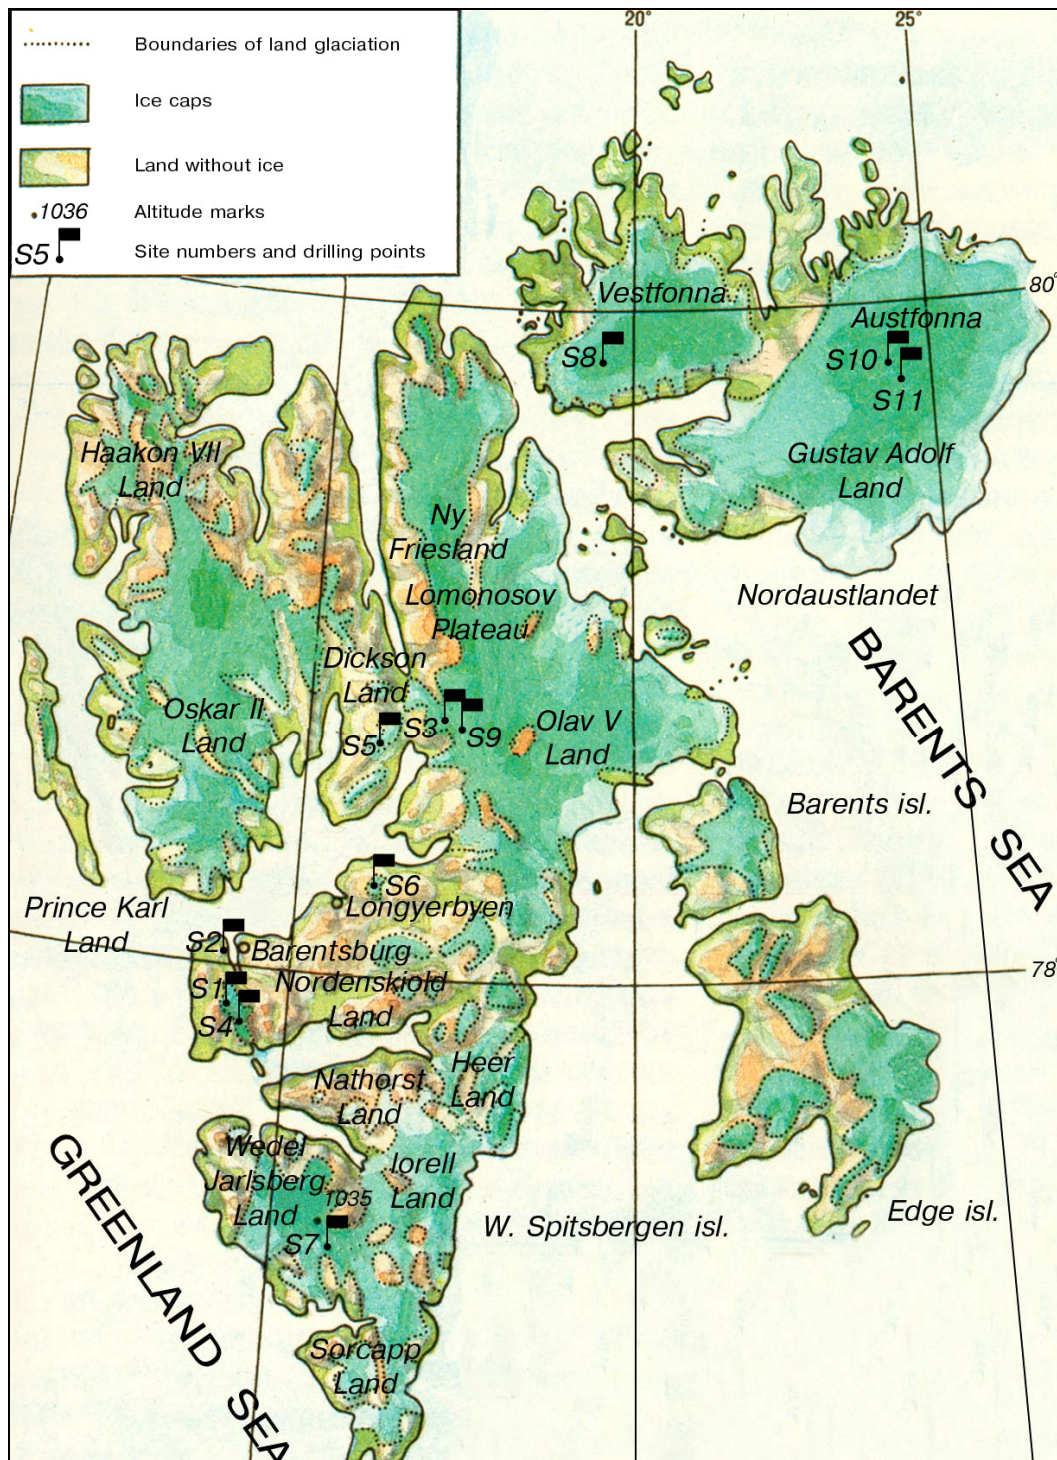 20°
25°
Boundaries of land glaciation
Ice caps
Land without ice
.1036
Altitude marks
S5
Site numbers and drilling points
80°
Vestfonna
Austfonna
S8
S10
S11
Haakon VII
Land
Gustav Adolf
Land
Ny
Friesland
Lomonosov
Plateau
Nordaustlandet
Dickson
Land
Oskar II
Land
S5
S3
S9
Olav V
Land
BARENTS SEA
Barents isl.
S6
Longyerbyen
Prince Karl
Land
S2
Barentsburg
78°
S1
Nordenskiold
Land
S4
Heer
Land
Nathorst
Land
Wedel
Jarlsberg
Land
1035
Iorell
Land
S7
W. Spitsbergen isl.
Edge isl.
GREENLAND SEA
Sorcapp
Land